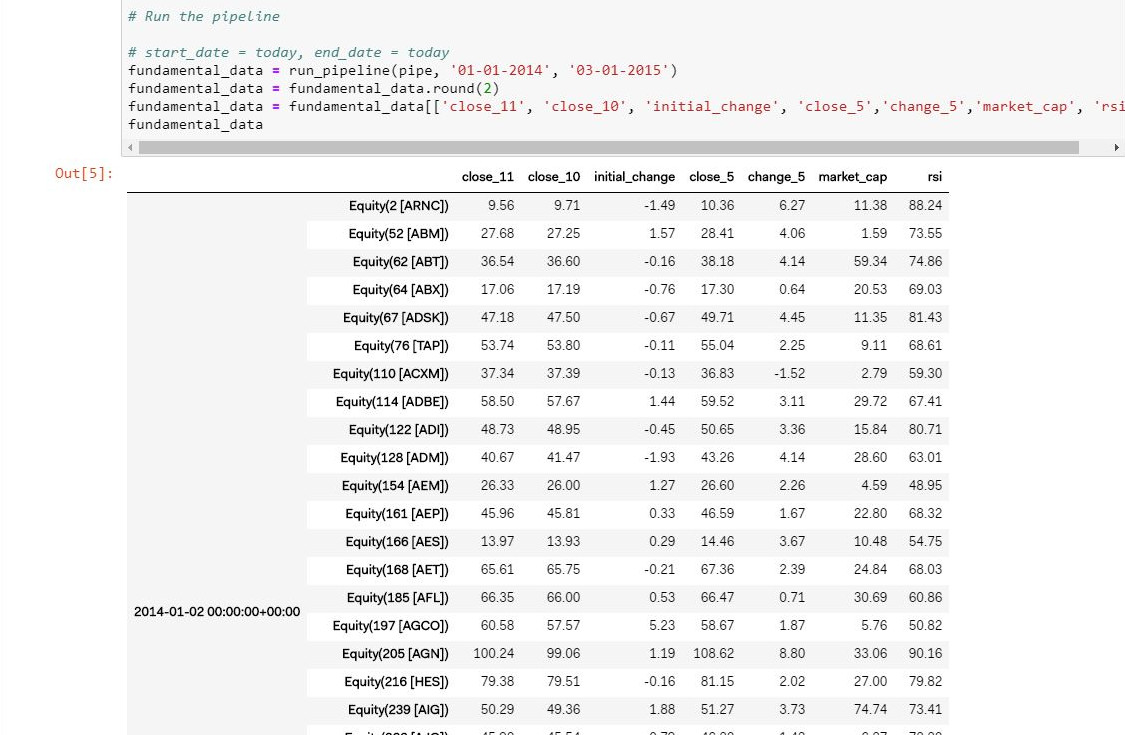 # Run the pipeline
# start_date = today, end_date = today
fundamental_data = run_pipeline(pipe, '01-01-2014', '03-01-2015')
fundamental_data = fundamental_data.round(2)
fundamental_data = fundamental_data[['close_11', 'close_10', 'initial_change', 'close_5','change_5','market_cap', 'rsi
fundamental_data
Out[5]:
close_11 close_10 initial_change close_5 change_5 market_cap rsi
Equity(2 [ARNC]) 9.56 9.71 -1.49 10.36 6.27 11.38 88.24
Equity(52 [ABM]) 27.68 27.25 1.57 28.41 4.06 1.59 73.55
Equity(62 [ABT]) 36.54 36.60 -0.16 38.18 4.14 59.34 74.86
Equity(64 [ABX]) 17.06 17.19 -0.76 17.30 0.64 20.53 69.03
Equity(67 [ADSK]) 47.18 47.50 -0.67 49.71 4.45 11.35 81.43
Equity(76 [TAP]) 53.74 53.80 -0.11 55.04 2.25 9.11 68.61
Equity(110 [ACXM]) 37.34 37.39 -0.13 36.83 -1.52 2.79 59.30
Equity(114 [ADBE]) 58.50 57.67 1.44 59.52 3.11 29.72 67.41
Equity(122 [ADI]) 48.73 48.95 -0.45 50.65 3.36 15.84 80.71
Equity(128 [ADM]) 40.67 41.47 -1.93 43.26 4.14 28.60 63.01
Equity(154 [AEM]) 26.33 26.00 1.27 26.60 2.26 4.59 48.95
Equity(161 [AEP]) 45.96 45.81 0.33 46.59 1.67 22.80 68.32
Equity(166 [AES]) 13.97 13.93 0.29 14.46 3.67 10.48 54.75
Equity(168 [AET]) 65.61 65.75 -0.21 67.36 2.39 24.84 68.03
Equity(185 [AFL]) 66.35 66.00 0.53 66.47 0.71 30.69 60.86
2014-01-02 00:00:00+00:00
Equity(197 [AGCO]) 60.58 57.57 5.23 58.67 1.87 5.76 50.82
Equity(205 [AGN]) 100.24 99.06 1.19 108.62 8.80 33.06 90.16
Equity(216 [HES]) 79.38 79.51 -0.16 81.15 2.02 27.00 79.82
Equity(239 [AIG]) 50.29 49.36 1.88 51.27 3.73 74.74 73.41